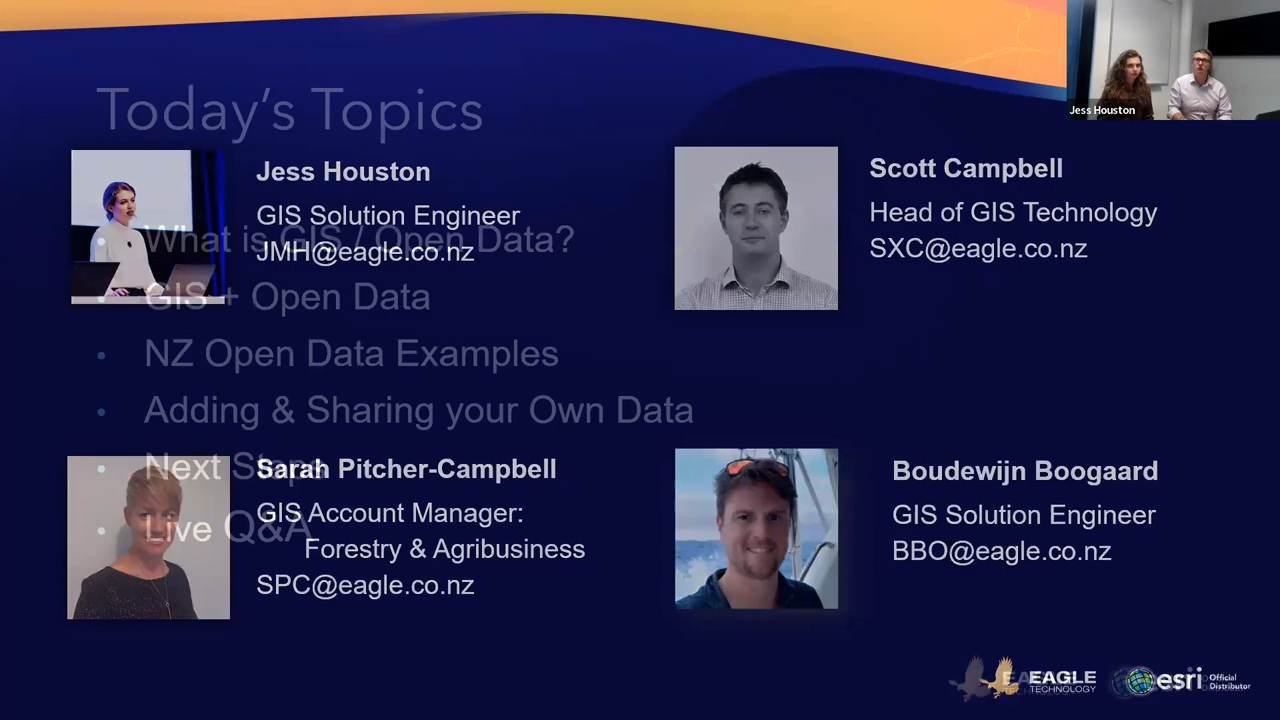 Today's Topics
Jess Houston
Jess Houston
GIS Solution Engineer
JMH@eagle.co.nz
Scott Campbell
Head of GIS Technology
SXC@eagle.co.nz
• What is GIS / Open Data?
• GIS + Open Data
• NZ Open Data Examples
• Adding & Sharing your Own Data
• Next Steps
• Live Q&A
Sarah Pitcher-Campbell
GIS Account Manager:
Forestry & Agribusiness
SPC@eagle.co.nz
Boudewijn Boogaard
GIS Solution Engineer
BBO@eagle.co.nz
EAGLE
TECHNOLOGY
esri Official
Distributor